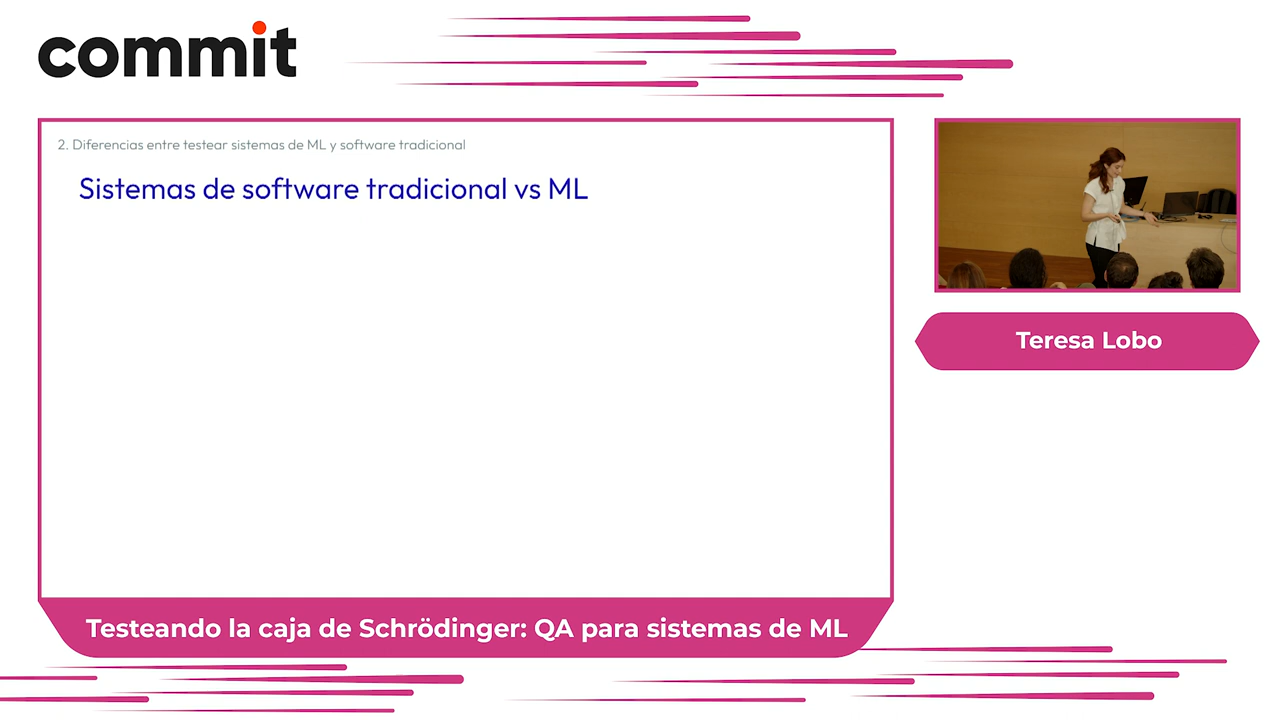 commit
2. Diferencias entre testear sistemas de ML y software tradicional
Sistemas de software tradicional vs ML
Teresa Lobo
Testeando la caja de Schrödinger: QA para sistemas de ML